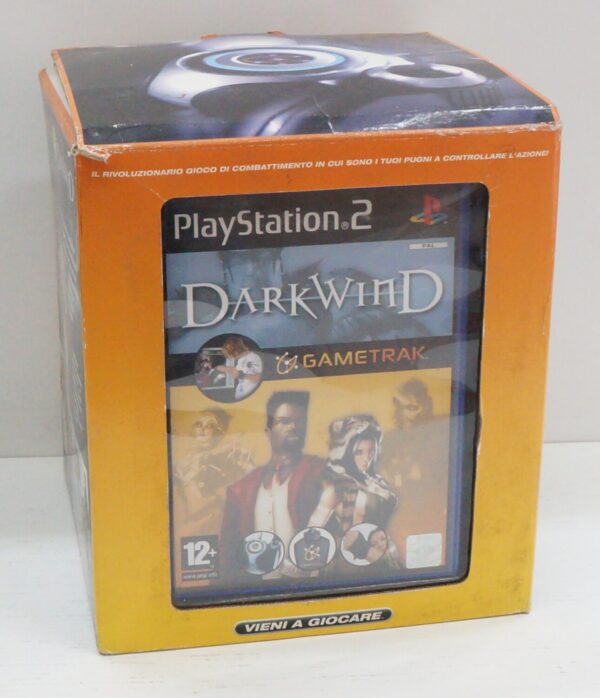 IL RIVOLUZIONARIO GIOCO DI COMBATTIMENTO IN CUI SONO I TUOI PUGNI A CONTROLLARE L'AZIONE!
PlayStation®2
PAL
DARKWIND
GAMETRAK
12+
www.pegi.info
VIENI A GIOCARE